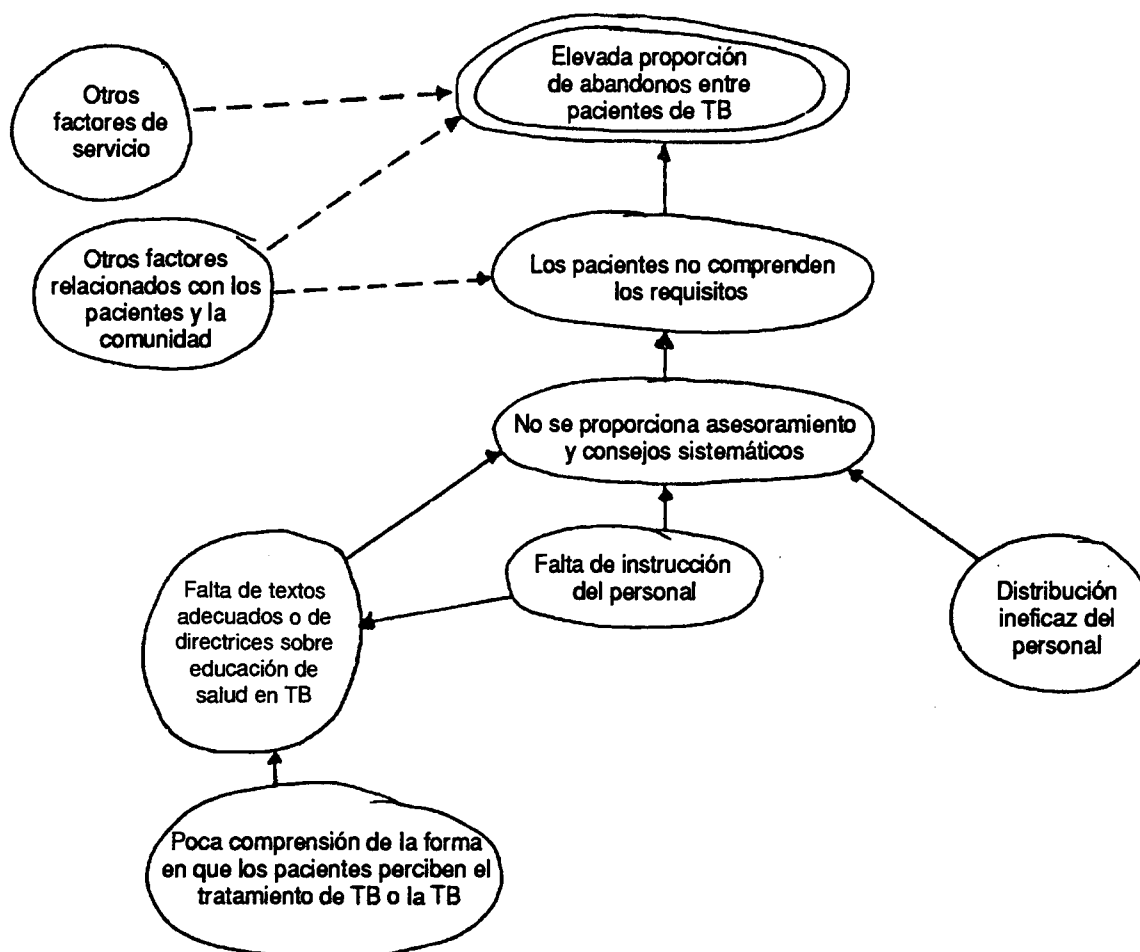 Elevada proporción
de abandonos entre
pacientes de TB
Otros
factores de
servicio
Otros factores
relacionados con los
pacientes y la
comunidad
Los pacientes no comprenden
los requisitos
No se proporciona asesoramiento
y consejos sistemáticos
Falta de textos
adecuados o de
directrices sobre
educación de
salud en TB
Falta de instrucción
del personal
Distribución
ineficaz del
personal
Poca comprensión de la forma
en que los pacientes perciben el
tratamiento de TB o la TB